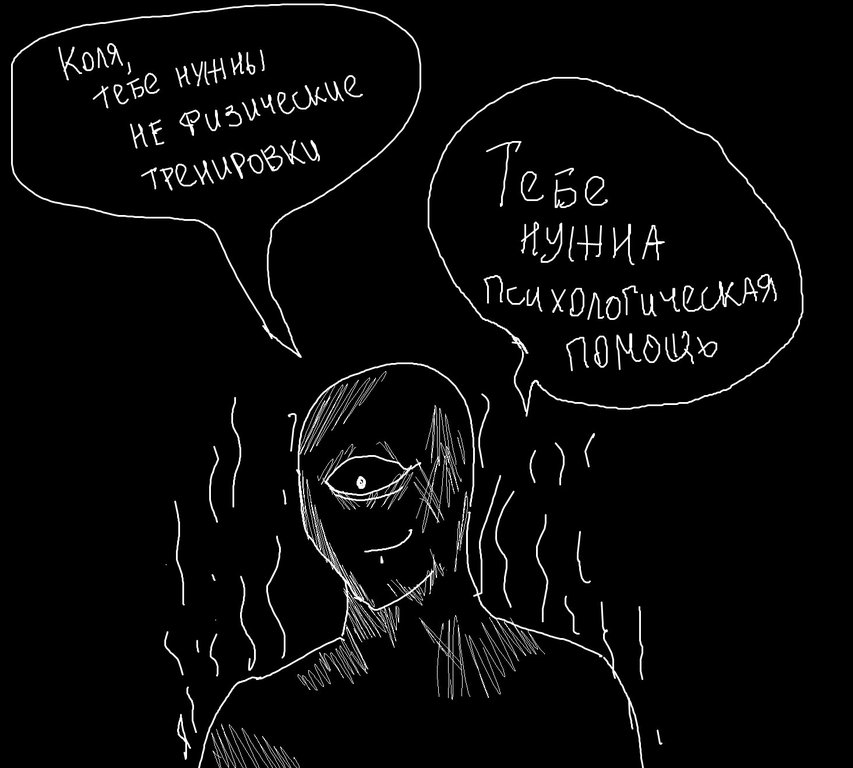 Коля,
тебе нужны
не физические
тренировки
Тебе
нужна
психологическая
помощь